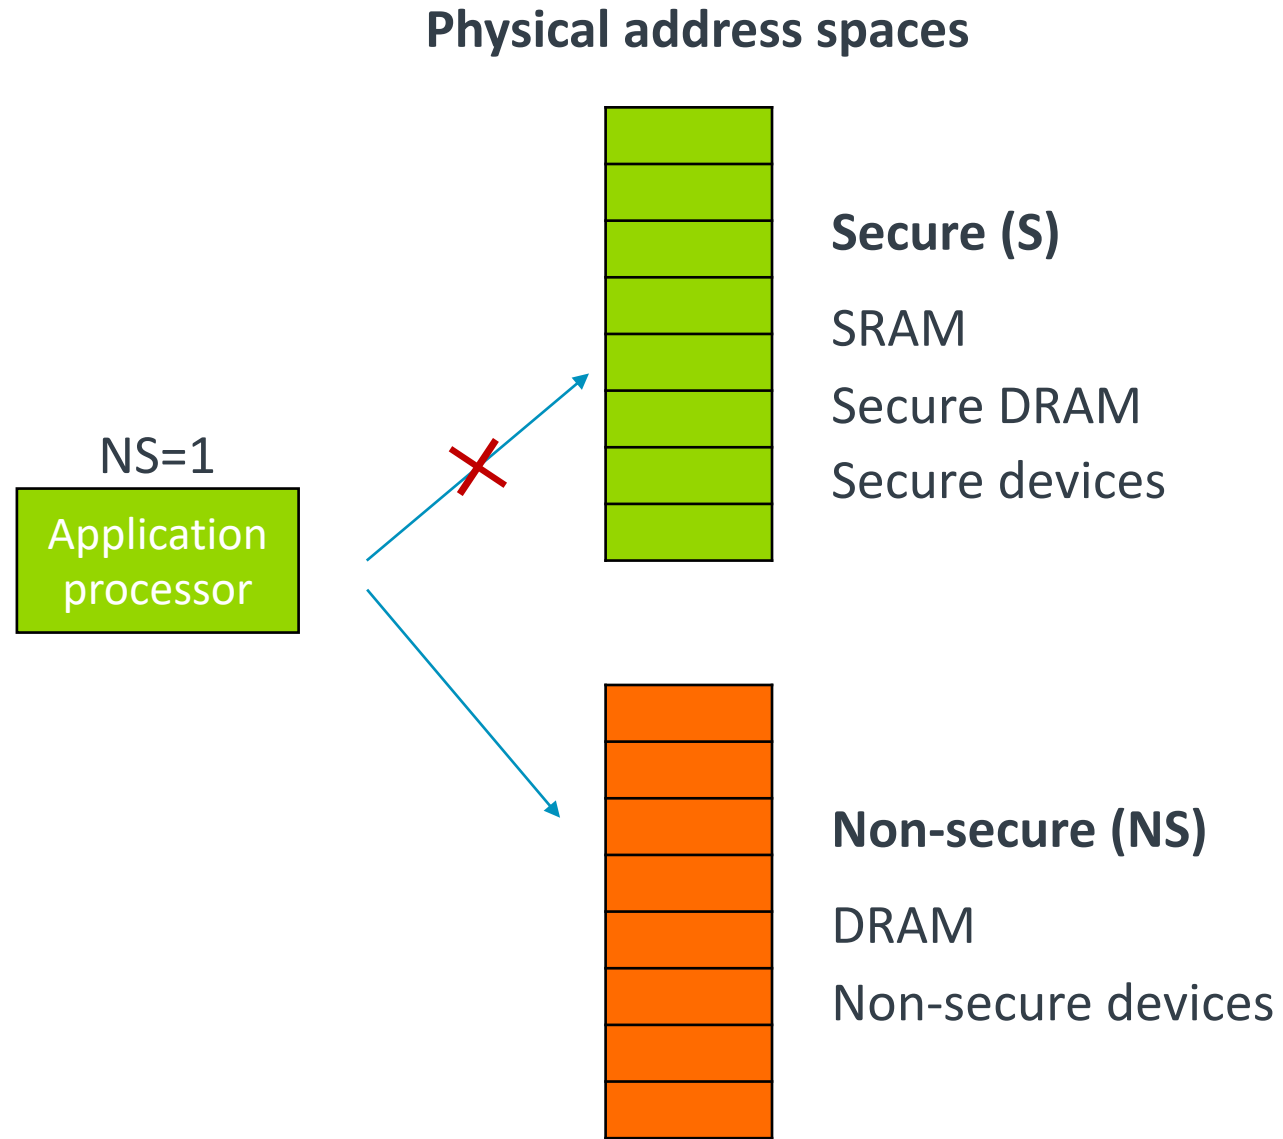 Physical address spaces
Secure (S)
SRAM
Secure DRAM
Secure devices
NS=1
Application
processor
Non-secure (NS)
DRAM
Non-secure devices